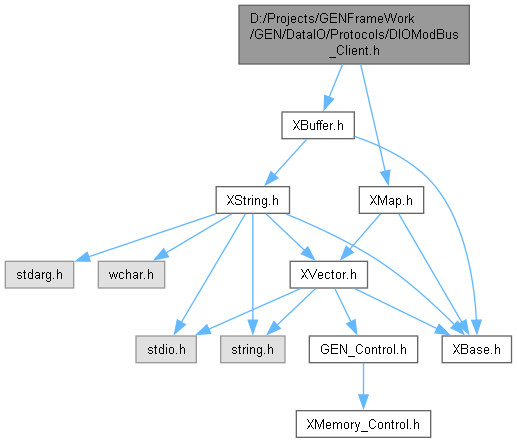 D:/Projects/GENFrameWork
/GEN/DataIO/Protocols/DIOModBus
_Client.h
XBuffer.h
XString.h
XMap.h
stdarg.h
wchar.h
XVector.h
stdio.h
string.h
GEN_Control.h
XBase.h
XMemory_Control.h